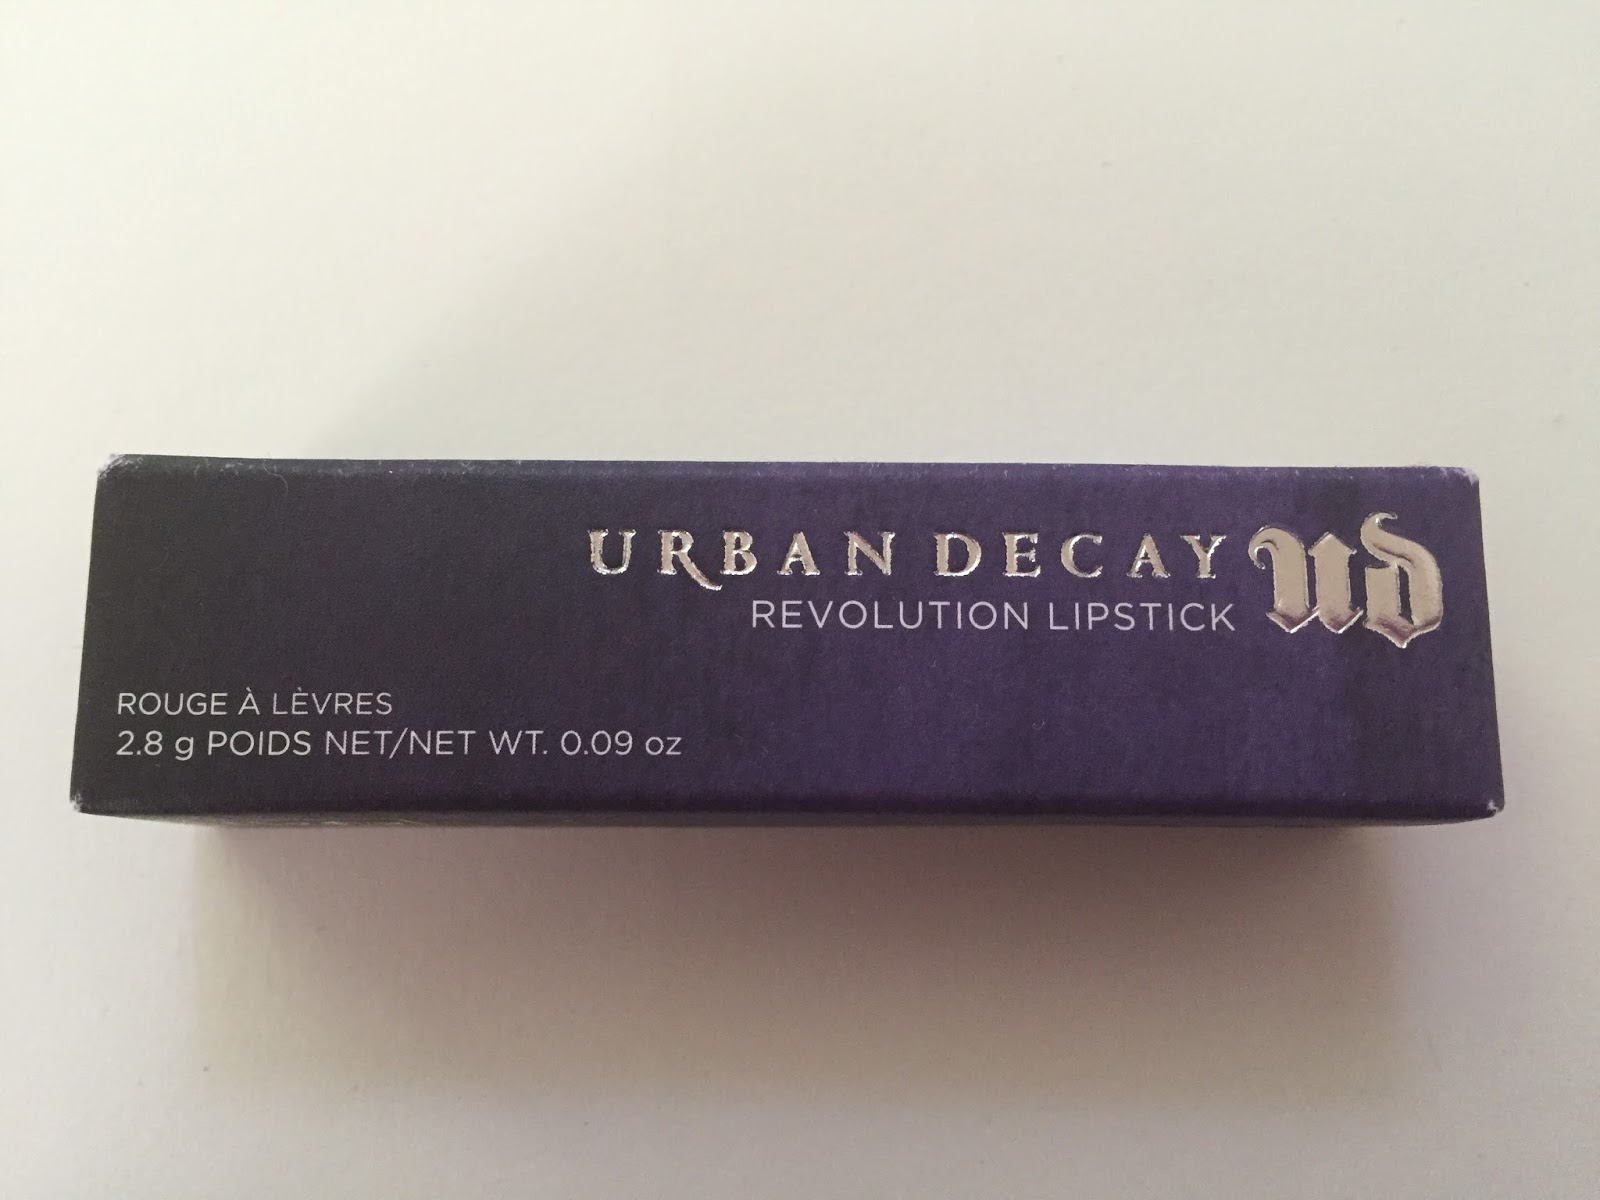 URBAN DECAY UD
REVOLUTION LIPSTICK
ROUGE À LÈVRES
2.8 g POIDS NET/NET WT. 0.09 oz